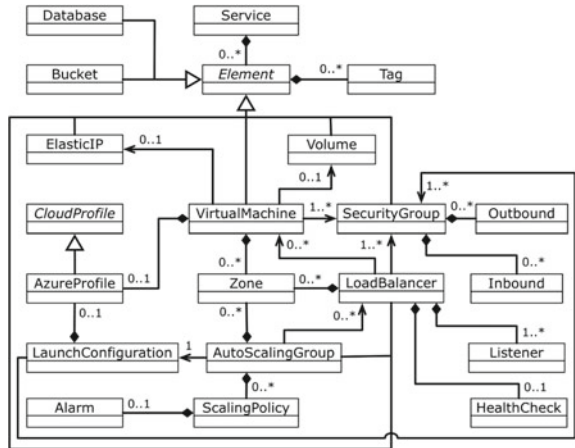 Database
Service
0..*
Bucket
Element
0..*
Tag
ElasticIP
0..1
Volume
0..1
1..*
CloudProfile
VirtualMachine
1..*
SecurityGroup
0..*
Outbound
0..*
1..*
0..*
AzureProfile
0..1
0..*
Zone
0..*
LoadBalancer
Inbound
0..1
0..*
0..*
1..*
LaunchConfiguration
1
AutoScalingGroup
Listener
0..*
0..1
Alarm
0..1
ScalingPolicy
HealthCheck